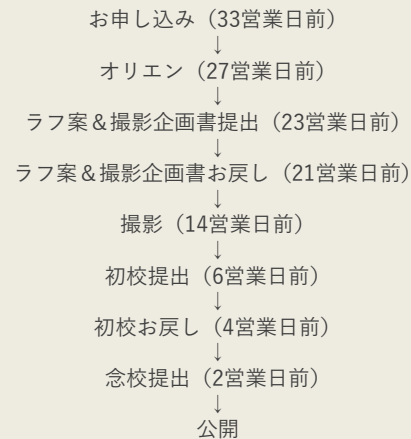 お申し込み（33営業日前）
↓
オリエン（27営業日前）
↓
ラフ案＆撮影企画書提出（23営業日前）
↓
ラフ案＆撮影企画書お戻し（21営業日前）
↓
撮影（14営業日前）
↓
初校提出（6営業日前）
↓
初校お戻し（4営業日前）
↓
念校提出（2営業日前）
↓
公開